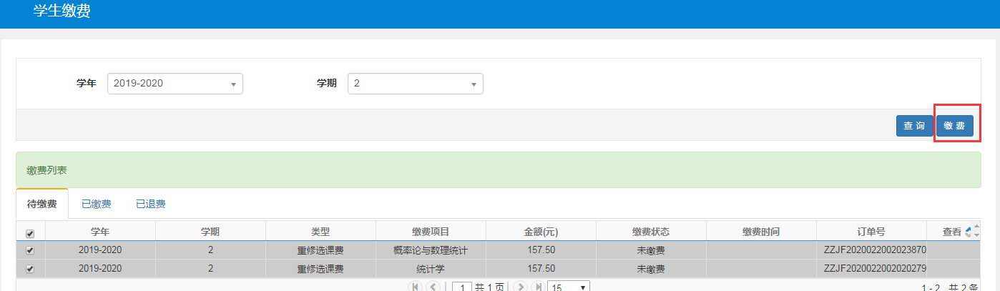 学生缴费
学年 2019-2020 学期 2
查 询 缴 费
缴费列表
待缴费 已缴费 已退费
学年 学期 类型 缴费项目 金额(元) 缴费状态 缴费时间 订单号 查看
2019-2020 2 重修选课费 概率论与数理统计 157.50 未缴费 ZZJF2020022002023870
2019-2020 2 重修选课费 统计学 157.50 未缴费 ZZJF2020022002020279
1 共 1 页 15 1 - 2 共 2 条